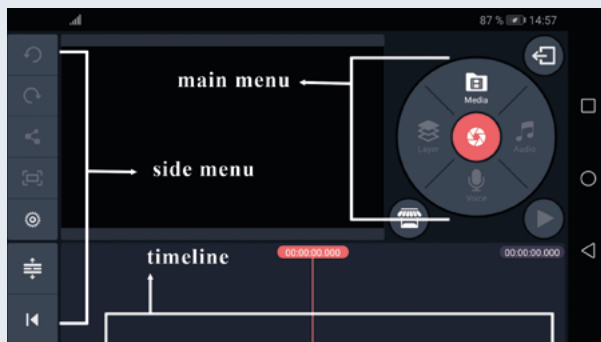 87 % 14:57
main menu
Media
Layer
Audio
Voice
side menu
timeline
00:00:00.000
00:00:00.000